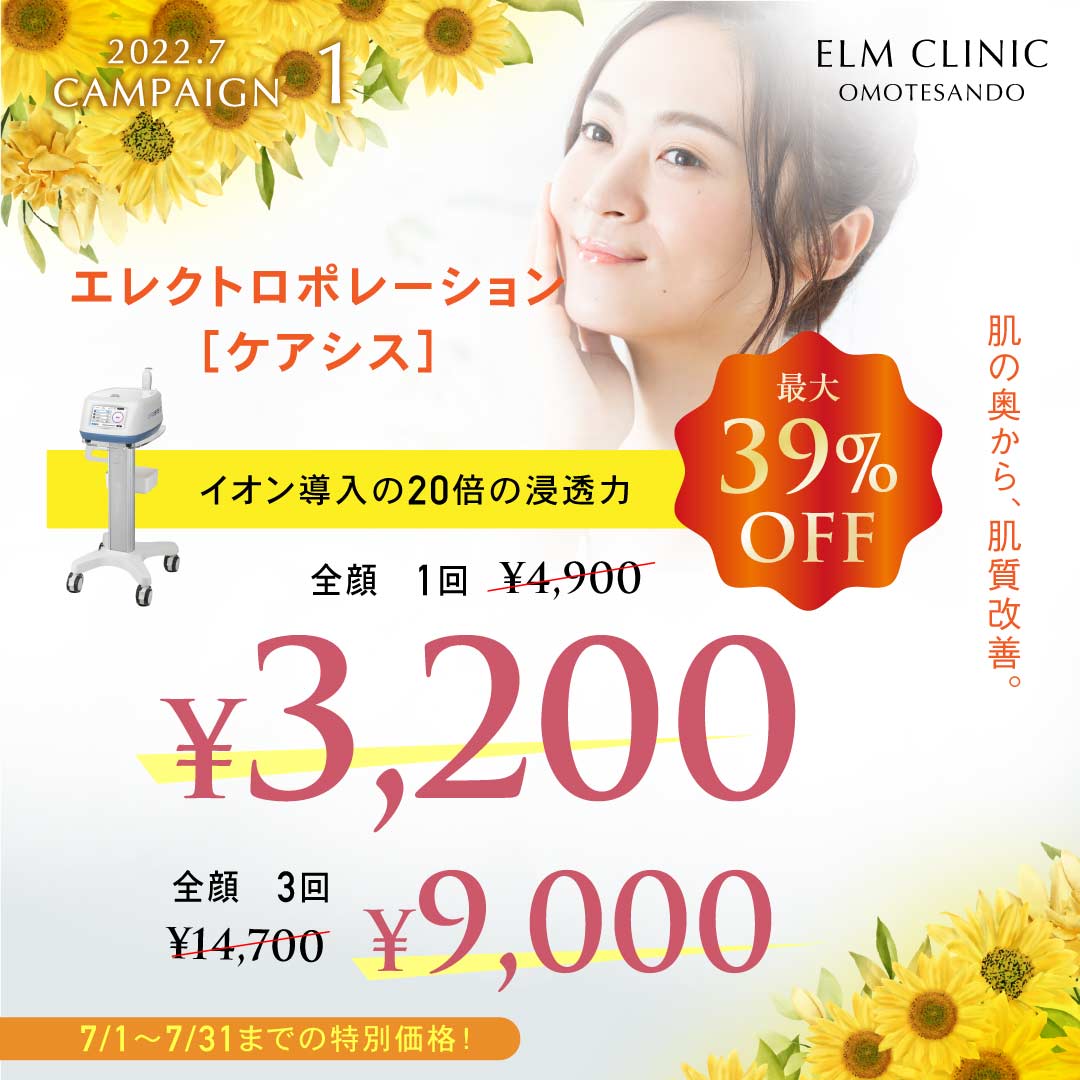 2022.7
CAMPAIGN 1
ELM CLINIC
OMOTESANDO
エレクトロポレーション
[ケアシス]
肌の奥から、肌質改善。
最大
39%
OFF
イオン導入の20倍の浸透力
全顔 1回 ¥4,900
¥3,200
全顔 3回
¥14,700
¥9,000
7/1〜7/31までの特別価格!